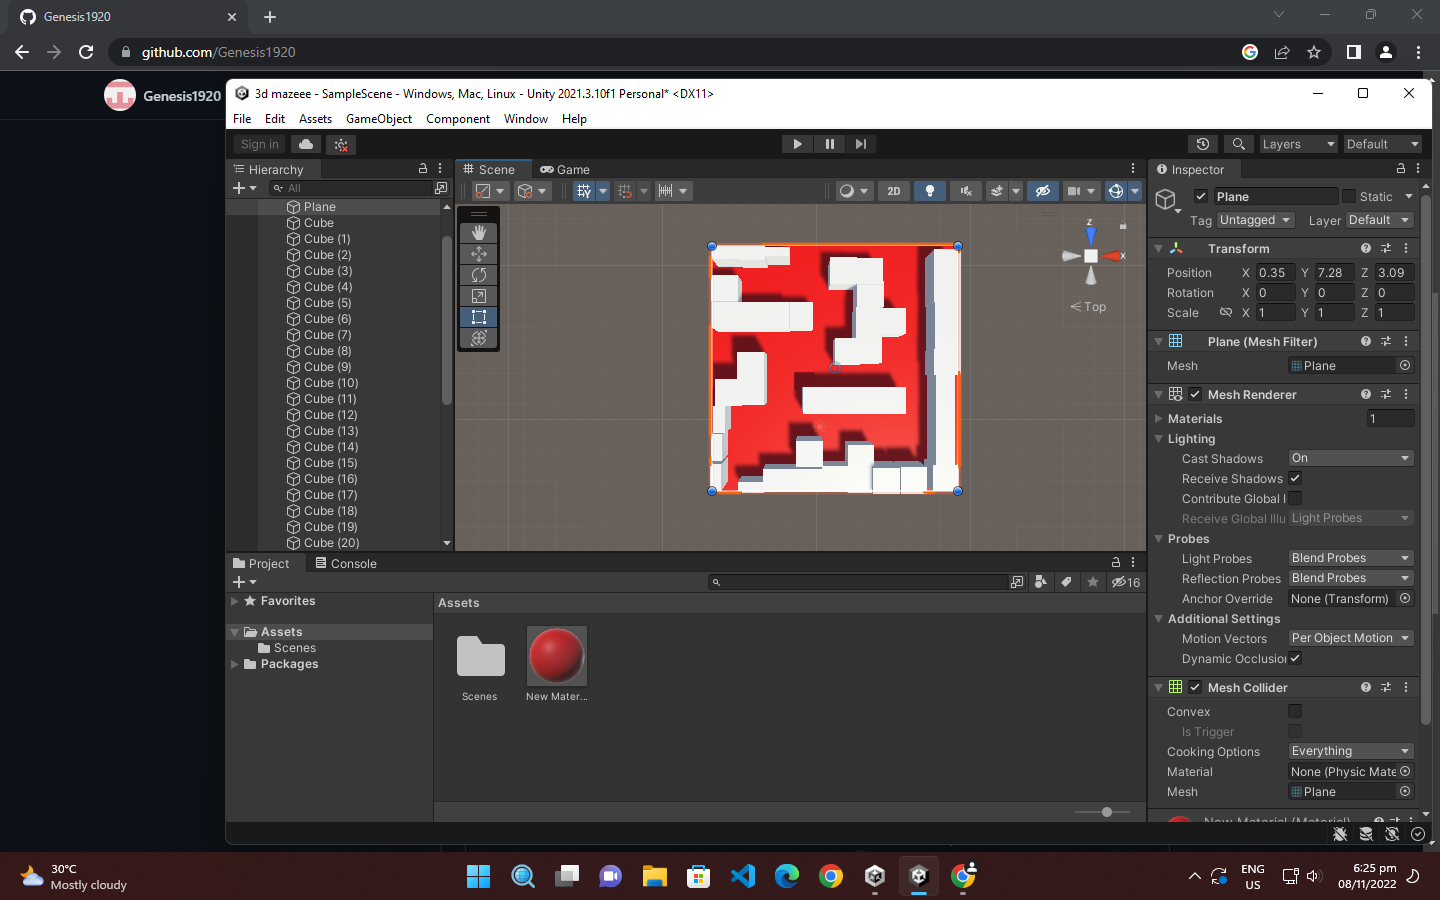 Genesis1920
github.com/Genesis1920
Genesis1920
3d mazeee - SampleScene - Windows, Mac, Linux - Unity 2021.3.10f1 Personal* <DX11>
File Edit Assets GameObject Component Window Help
Sign in
Layers
Default
Hierarchy
All
Plane
Cube
Cube (1)
Cube (2)
Cube (3)
Cube (4)
Cube (5)
Cube (6)
Cube (7)
Cube (8)
Cube (9)
Cube (10)
Cube (11)
Cube (12)
Cube (13)
Cube (14)
Cube (15)
Cube (16)
Cube (17)
Cube (18)
Cube (19)
Cube (20)
Scene
Game
2D
z
x
Top
Inspector
Plane
Static
Tag Untagged Layer Default
Transform
Position X 0.35 Y 7.28 Z 3.09
Rotation X 0 Y 0 Z 0
Scale X 1 Y 1 Z 1
Plane (Mesh Filter)
Mesh Plane
Mesh Renderer
Materials 1
Lighting
Cast Shadows On
Receive Shadows
Contribute Global I
Receive Global Illu Light Probes
Probes
Light Probes Blend Probes
Reflection Probes Blend Probes
Anchor Override None (Transform)
Additional Settings
Motion Vectors Per Object Motion
Dynamic Occlusion
Mesh Collider
Convex
Is Trigger
Cooking Options Everything
Material None (Physic Mate
Mesh Plane
New Material (Material)
Project
Console
16
Favorites
Assets
Scenes
Packages
Assets
Scenes
New Mater...
30°C
Mostly cloudy
ENG
US
6:25 pm
08/11/2022